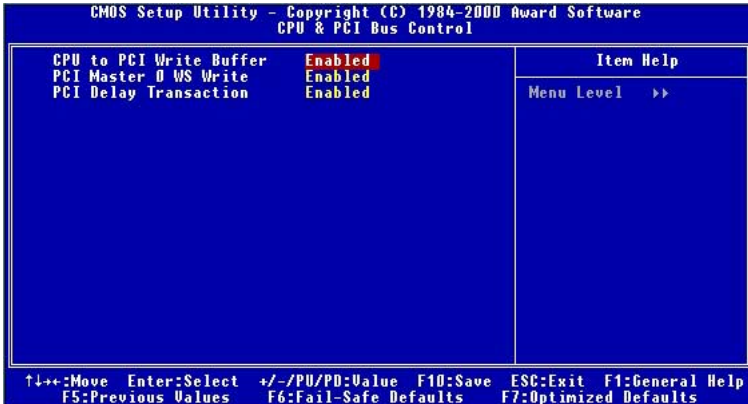 CMOS Setup Utility - Copyright (C) 1984-2000 Award Software
CPU & PCI Bus Control
CPU to PCI Write Buffer Enabled
PCI Master 0 WS Write Enabled
PCI Delay Transaction Enabled
Item Help
Menu Level ▸▸
↑↓→←:Move Enter:Select +/-/PU/PD:Value F10:Save ESC:Exit F1:General Help
F5:Previous Values F6:Fail-Safe Defaults F7:Optimized Defaults